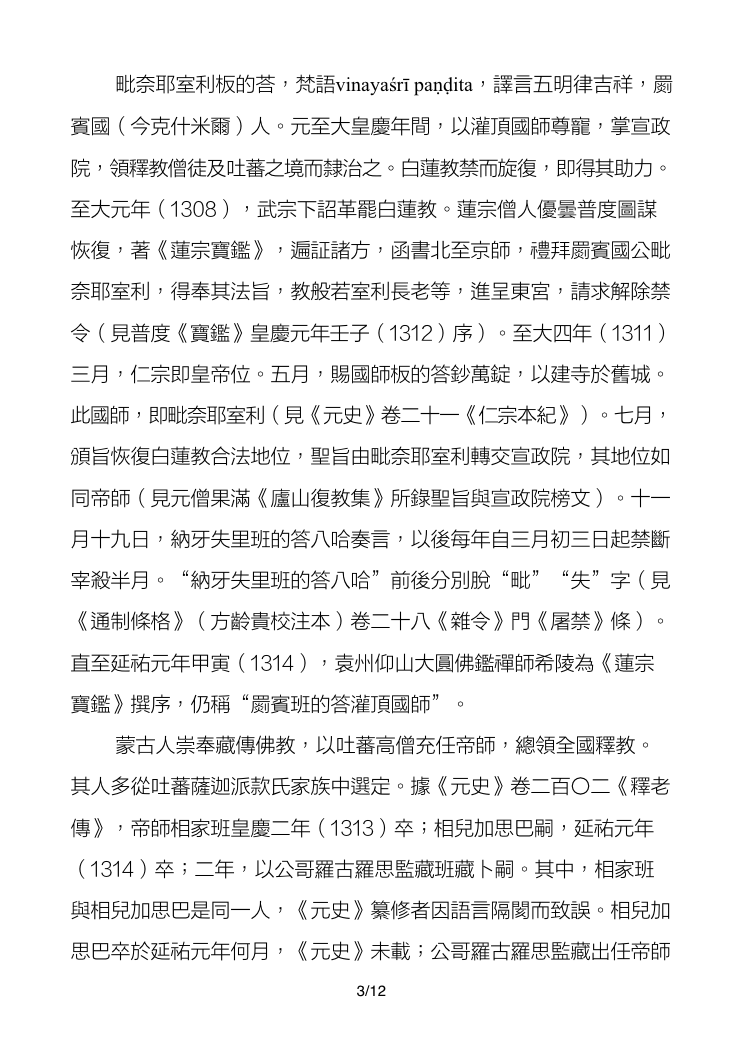 毗奈耶室利板的荅，梵語vinayaśrī paṇḍita，譯言五明律吉祥，罽
賓國（今克什米爾）人。元至大皇慶年間，以灌頂國師尊寵，掌宣政
院，領釋教僧徒及吐蕃之境而隸治之。白蓮教禁而旋復，即得其助力。
至大元年（1308），武宗下詔革罷白蓮教。蓮宗僧人優曇普度圖謀
恢復，著《蓮宗寶鑑》，遍証諸方，函書北至京師，禮拜罽賓國公毗
奈耶室利，得奉其法旨，教般若室利長老等，進呈東宮，請求解除禁
令（見普度《寶鑑》皇慶元年壬子（1312）序）。至大四年（1311）
三月，仁宗即皇帝位。五月，賜國師板的答鈔萬錠，以建寺於舊城。
此國師，即毗奈耶室利（見《元史》卷二十一《仁宗本紀》）。七月，
頒旨恢復白蓮教合法地位，聖旨由毗奈耶室利轉交宣政院，其地位如
同帝師（見元僧果滿《廬山復教集》所錄聖旨與宣政院榜文）。十一
月十九日，納牙失里班的答八哈奏言，以後每年自三月初三日起禁斷
宰殺半月。“納牙失里班的答八哈”前後分別脫“毗”“失”字（見
《通制條格》（方齡貴校注本）卷二十八《雜令》門《屠禁》條）。
直至延祐元年甲寅（1314），袁州仰山大圓佛鑑禪師希陵為《蓮宗
寶鑑》撰序，仍稱“罽賓班的答灌頂國師”。
蒙古人崇奉藏傳佛教，以吐蕃高僧充任帝師，總領全國釋教。
其人多從吐蕃薩迦派款氏家族中選定。據《元史》卷二百〇二《釋老
傳》，帝師相家班皇慶二年（1313）卒；相兒加思巴嗣，延祐元年
（1314）卒；二年，以公哥羅古羅思監藏班藏卜嗣。其中，相家班
與相兒加思巴是同一人，《元史》纂修者因語言隔閡而致誤。相兒加
思巴卒於延祐元年何月，《元史》未載；公哥羅古羅思監藏出任帝師
3/12